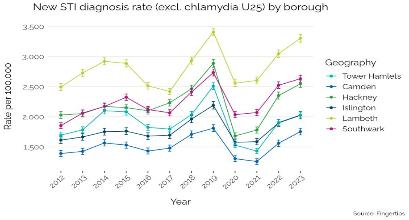 New STI diagnosis rate (excl. chlamydia U25) by borough
3,500
3,000
2,500
2,000
1,500
Rate per 100,000
2012
2013
2014
2015
2016
2017
2018
2019
2020
2021
2022
2023
Year
Geography
Tower Hamlets
Camden
Hackney
Islington
Lambeth
Southwark
Source: Fingertips